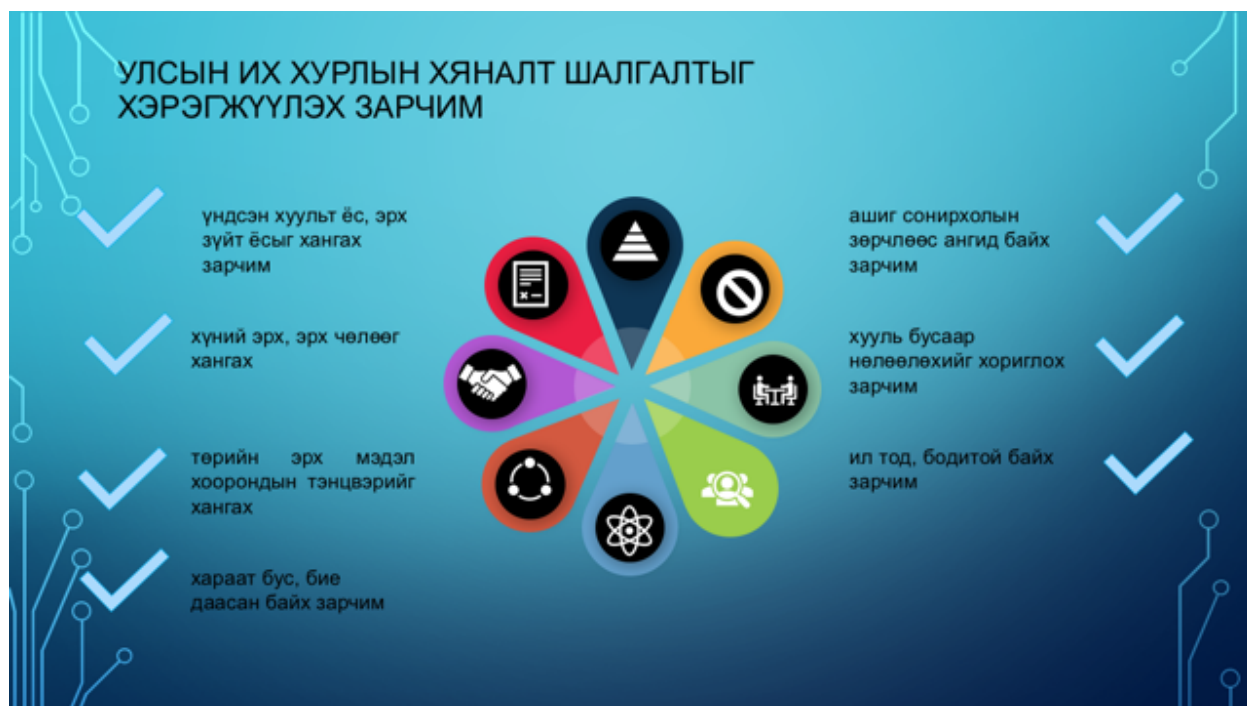 УЛСЫН ИХ ХУРЛЫН ХЯНАЛТ ШАЛГАЛТЫГ
ХЭРЭГЖҮҮЛЭХ ЗАРЧИМ
үндсэн хуульт ёс, эрх
зүйт ёсыг хангах
зарчим
хүний эрх, эрх чөлөөг
хангах
төрийн эрх мэдэл
хоорондын тэнцвэрийг
хангах
хараат бус, бие
даасан байх зарчим
ашиг сонирхолын
зөрчлөөс ангид байх
зарчим
хууль бусаар
нөлөөлөхийг хориглох
зарчим
ил тод, бодитой байх
зарчим